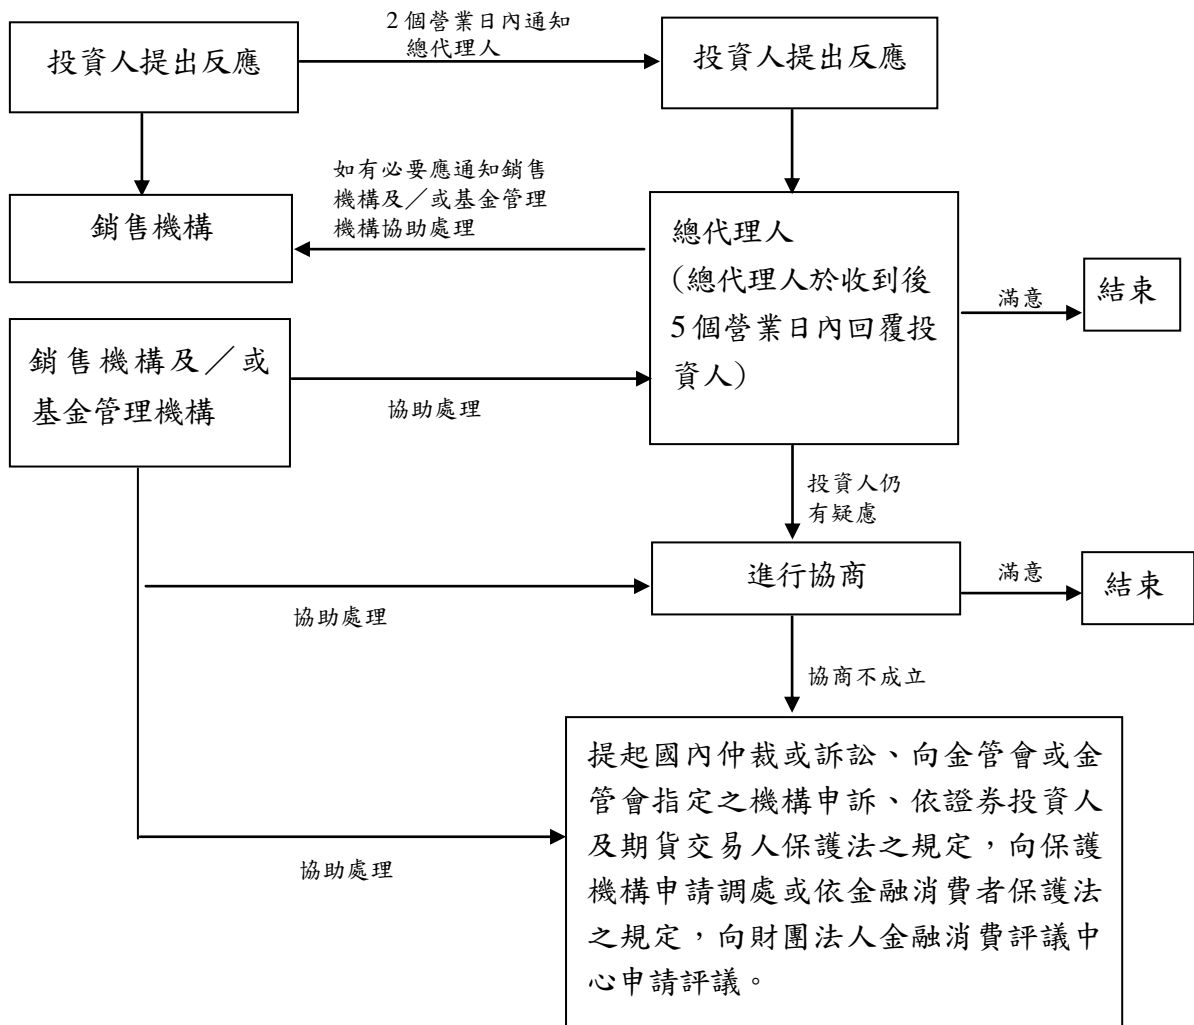 2 個營業日內通知
總代理人
投資人提出反應
投資人提出反應
如有必要應通知銷售
機構及／或基金管理
機構協助處理
銷售機構
總代理人
(總代理人於收到後
5 個營業日內回覆投
資人)
滿意
結束
銷售機構及／或
基金管理機構
協助處理
投資人仍
有疑慮
進行協商
滿意
結束
協助處理
協商不成立
提起國內仲裁或訴訟、向金管會或金
管會指定之機構申訴、依證券投資人
及期貨交易人保護法之規定，向保護
機構申請調處或依金融消費者保護法
之規定，向財團法人金融消費評議中
心申請評議。
協助處理